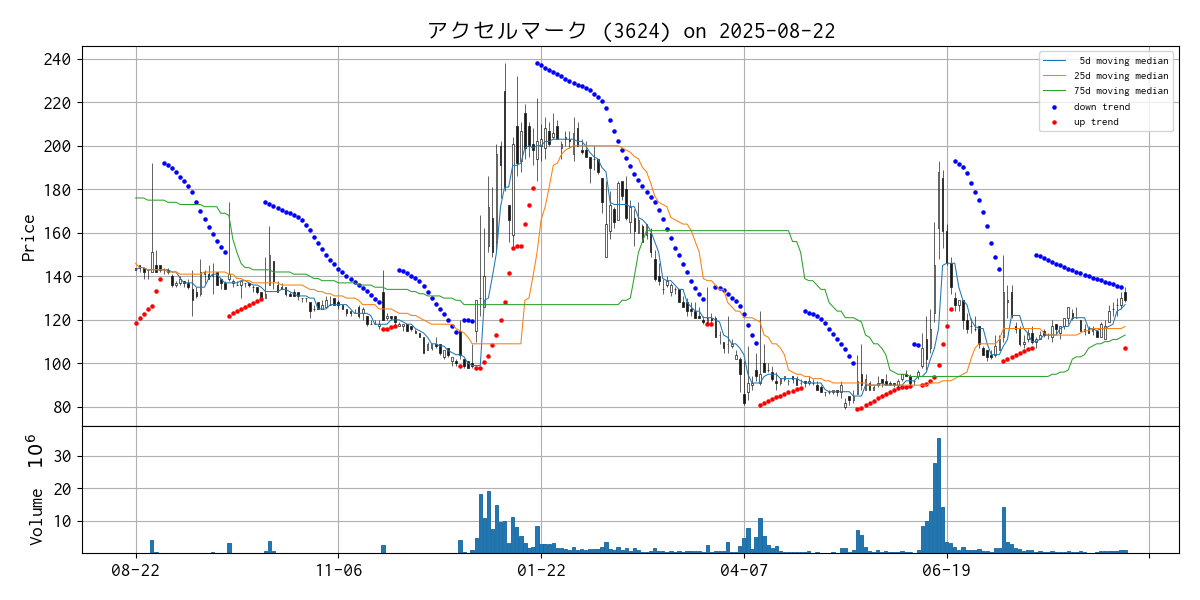 アクセルマーク (3624) on 2025-08-22
5d moving median
25d moving median
75d moving median
down trend
up trend
Price
240
220
200
180
160
140
120
100
80
Volume 10^6
30
20
10
08-22
11-06
01-22
04-07
06-19